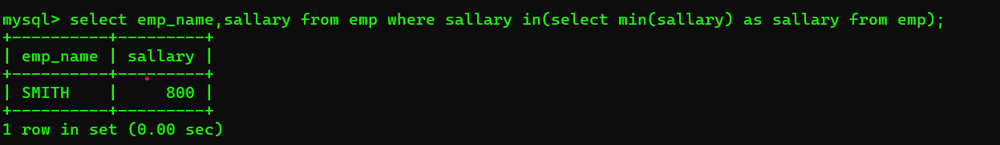 mysql> select emp_name,sallary from emp where sallary in(select min(sallary) as sallary from emp);
+----------+---------+
| emp_name | sallary |
+----------+---------+
| SMITH    |     800 |
+----------+---------+
1 row in set (0.00 sec)